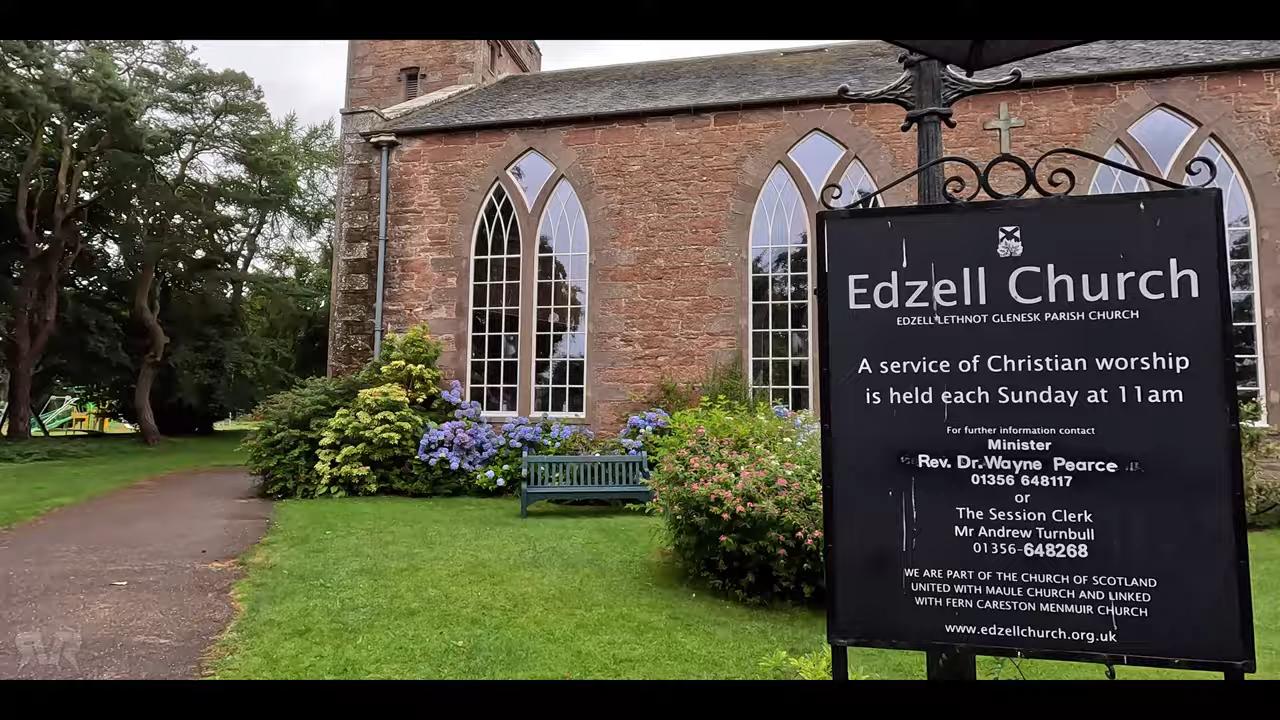 Edzell Church
EDZELL LETHNOT GLENESK PARISH CHURCH
A service of Christian worship
is held each Sunday at 11am
For further information contact
Minister
Rev. Dr. Wayne Pearce
01356 648117
or
The Session Clerk
Mr Andrew Turnbull
01356-648268
WE ARE PART OF THE CHURCH OF SCOTLAND
UNITED WITH MAULE CHURCH AND LINKED
WITH FERN CARESTON MENMUIR CHURCH
www.edzellchurch.org.uk